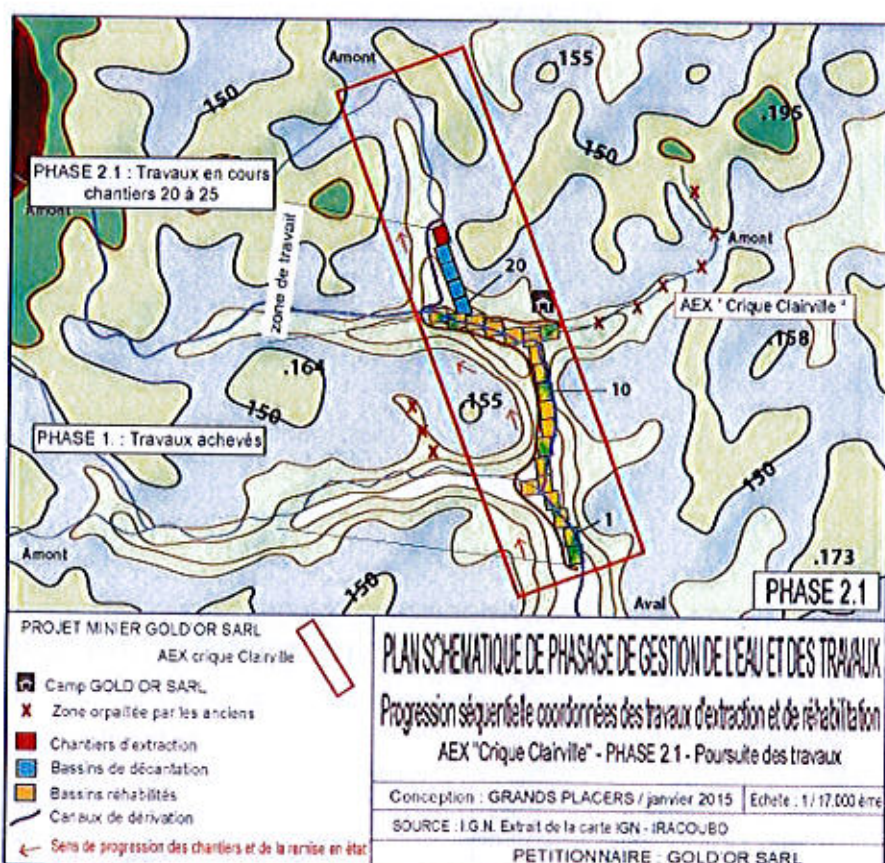 Amont
.155
150
.195
150
PHASE 2.1 : Travaux en cours
chantiers 20 à 25
Amont
zone de travail
20
Amont
AEX " Crique Clairville "
.158
.164
150
155
10
PHASE 1. : Travaux achevés
150
1
Amont
150
.173
Aval
PHASE 2.1
PROJET MINIER GOLD'OR SARL
AEX crique Clairville
Camp GOLD'OR SARL
Zone orpaillée par les anciens
Chantiers d'extraction
Bassins de décantation
Bassins réhabilités
Canaux de dérivation
Sens de progression des chantiers et de la remise en état
PLAN SCHEMATIQUE DE PHASAGE DE GESTION DE L'EAU ET DES TRAVAUX
Progression séquentielle coordonnées des travaux d'extraction et de réhabilitation
AEX "Crique Clairville" - PHASE 2.1 - Poursuite des travaux
Conception : GRANDS PLACERS / janvier 2015
Echele : 1 / 17.000 ème
SOURCE : I.G.N. Extrait de la carte IGN - IRACOUBO
PETITIONNAIRE : GOLD'OR SARL